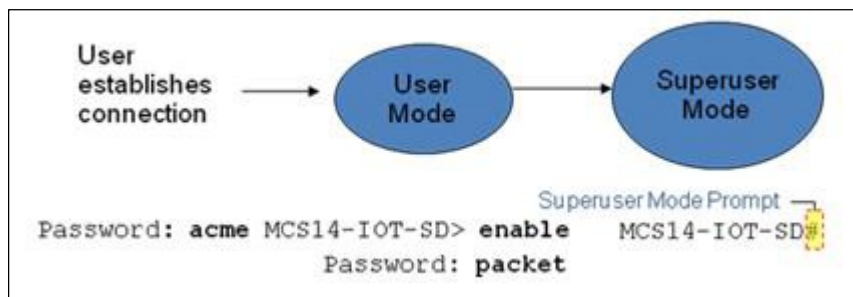 User
establishes
connection
User
Mode
Superuser
Mode
Superuser Mode Prompt
Password: acme MCS14-IOT-SD> enable MCS14-IOT-SD#
Password: packet